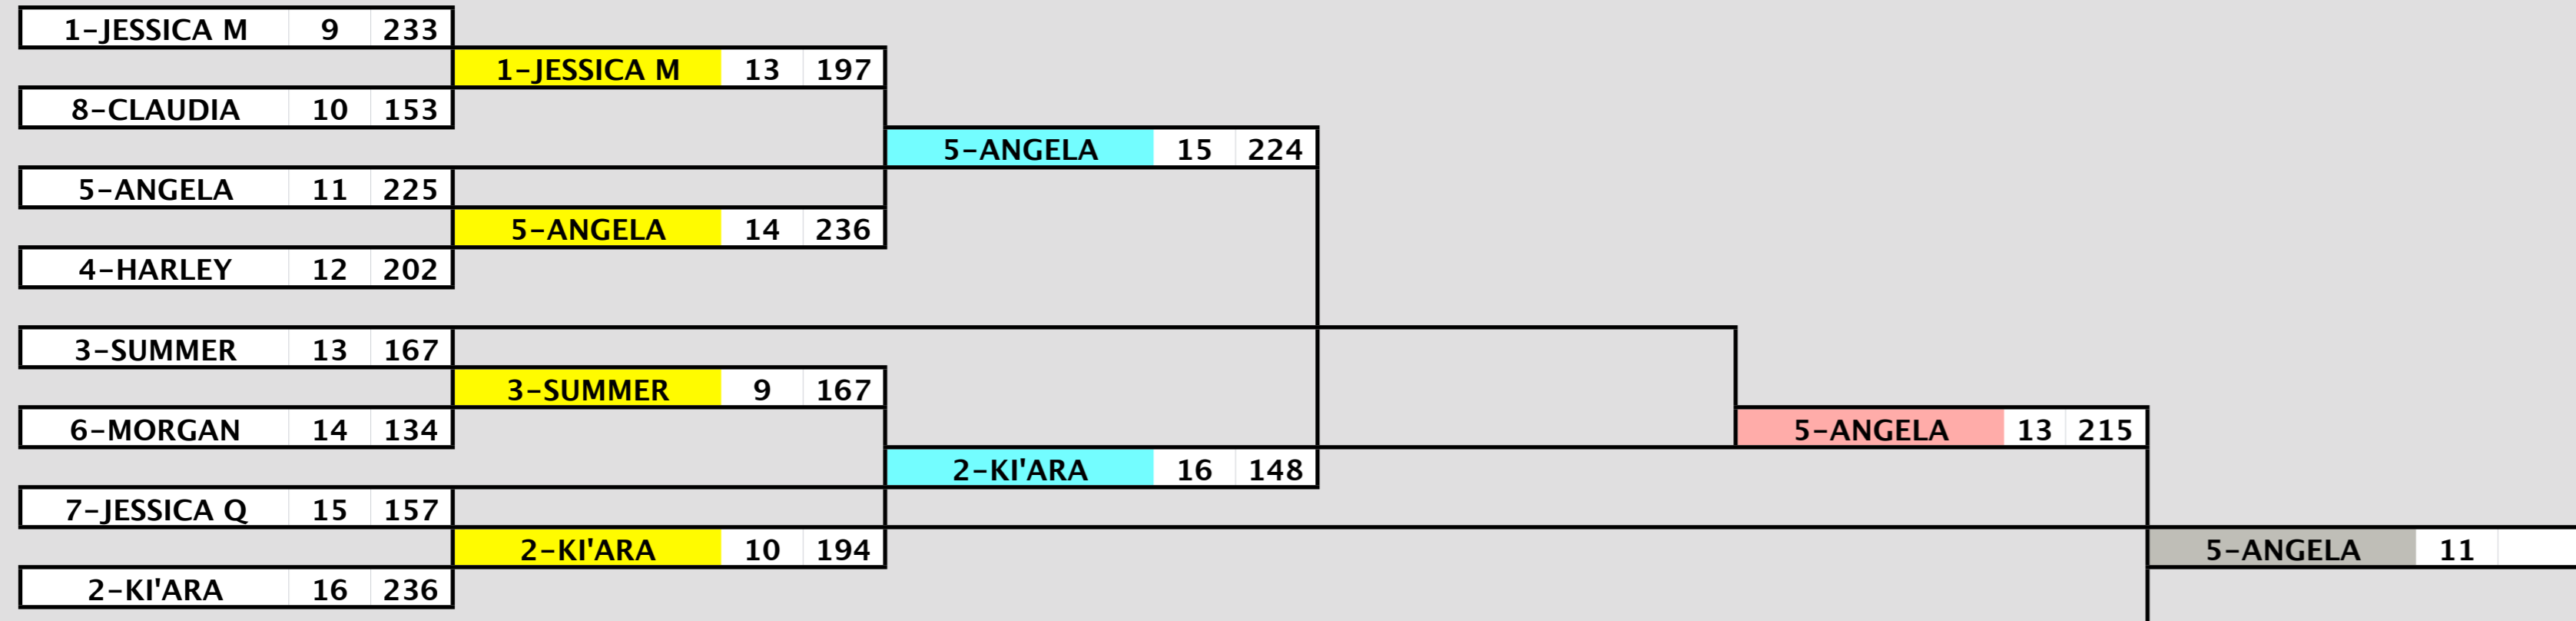 1-JESSICA M 9 233
1-JESSICA M 13 197
8-CLAUDIA 10 153
5-ANGELA 15 224
5-ANGELA 11 225
5-ANGELA 14 236
4-HARLEY 12 202
3-SUMMER 13 167
3-SUMMER 9 167
6-MORGAN 14 134
5-ANGELA 13 215
2-KI'ARA 16 148
7-JESSICA Q 15 157
2-KI'ARA 10 194
5-ANGELA 11
2-KI'ARA 16 236